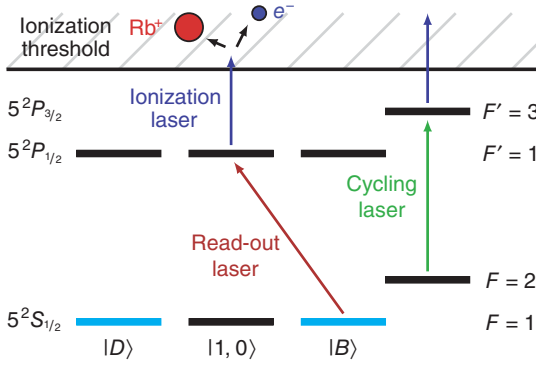 Ionization
threshold
Rb⁺
e⁻
Ionization
laser
5²P₃/₂
F′ = 3
5²P₁/₂
F′ = 1
Cycling
laser
Read-out
laser
F = 2
5²S₁/₂
F = 1
|D⟩
|1, 0⟩
|B⟩